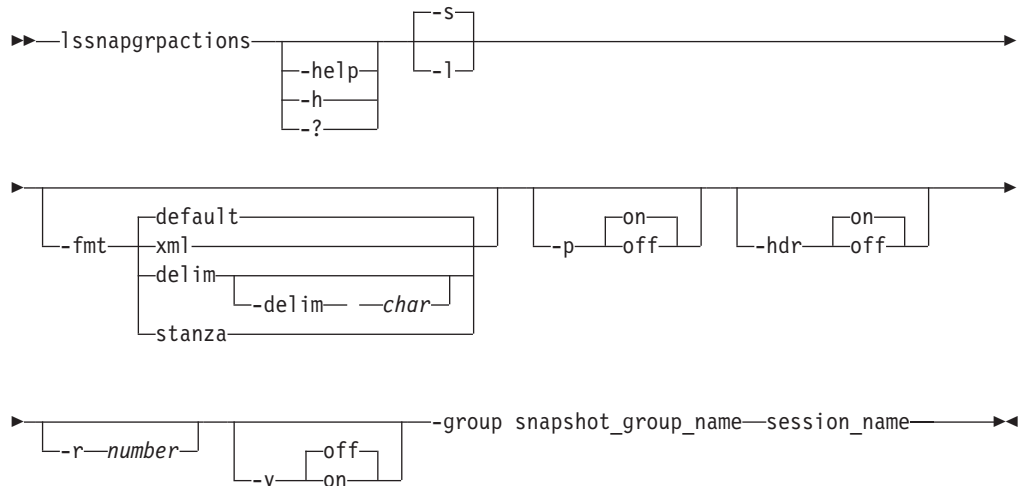 -s
lssnapgrpactions
-help
-l
-h
-?
default
on
on
-fmt
xml
-p
off
-hdr
off
delim
-delim char
stanza
-group snapshot_group_name session_name
-r number
off
-v
on